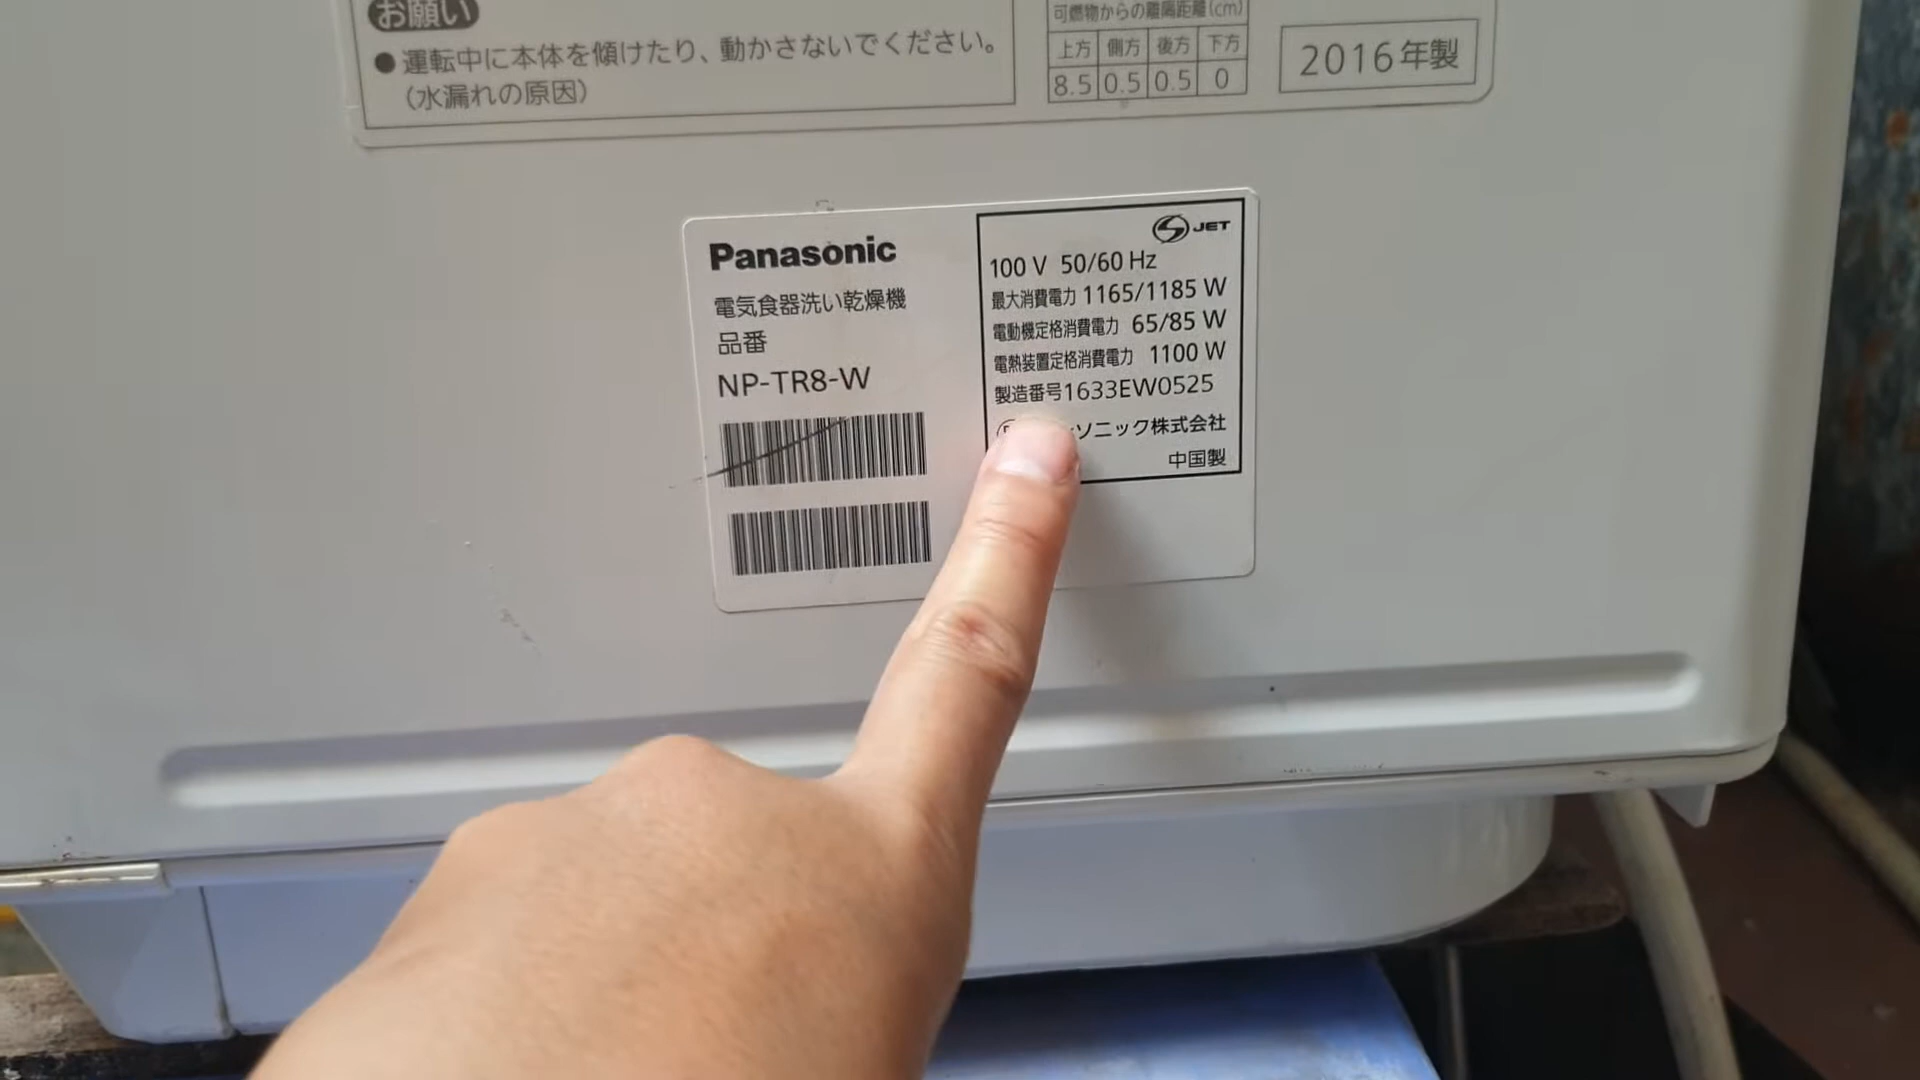 お願い
●運転中に本体を傾けたり、動かさないでください。
(水漏れの原因)
可燃物からの離隔距離(cm)
上方 側方 後方 下方
8.5 0.5 0.5 0
2016年製
Panasonic
電気食器洗い乾燥機
品番
NP-TR8-W
JET
100 V 50/60 Hz
最大消費電力 1165/1185 W
電動機定格消費電力 65/85 W
電熱装置定格消費電力 1100 W
製造番号1633EW0525
ソニック株式会社
中国製